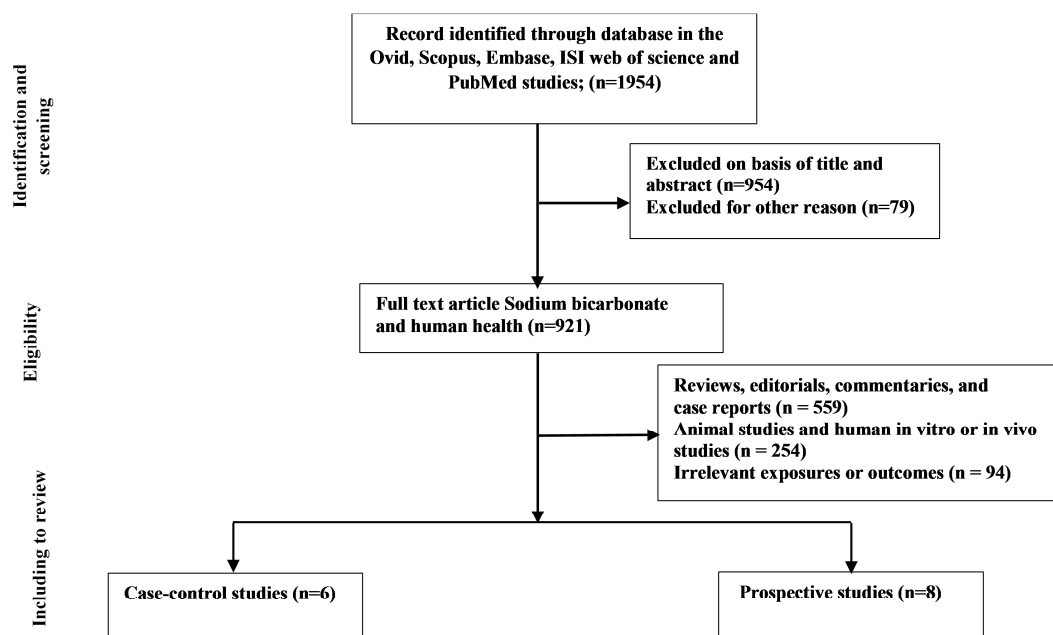 Identification and
screening
Record identified through database in the
Ovid, Scopus, Embase, ISI web of science and
PubMed studies; (n=1954)
Excluded on basis of title and
abstract (n=954)
Excluded for other reason (n=79)
Eligibility
Full text article Sodium bicarbonate
and human health (n=921)
Reviews, editorials, commentaries, and
case reports (n = 559)
Animal studies and human in vitro or in vivo
studies (n = 254)
Irrelevant exposures or outcomes (n = 94)
Including to review
Case-control studies (n=6)
Prospective studies (n=8)